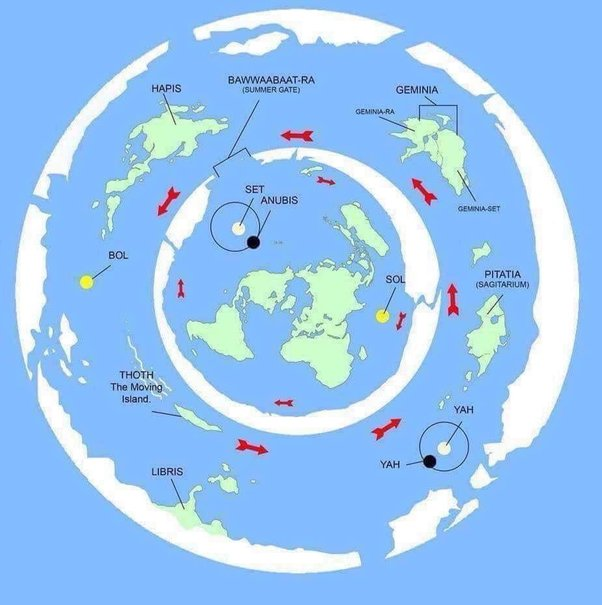 BAWWAABAAT-RA
(SUMMER GATE)
HAPIS
GEMINIA
GEMINIA-RA
GEMINIA-SET
SET
ANUBIS
BOL
SOL
PITATIA
(SAGITARIUM)
THOTH
The Moving
Island.
YAH
YAH
LIBRIS